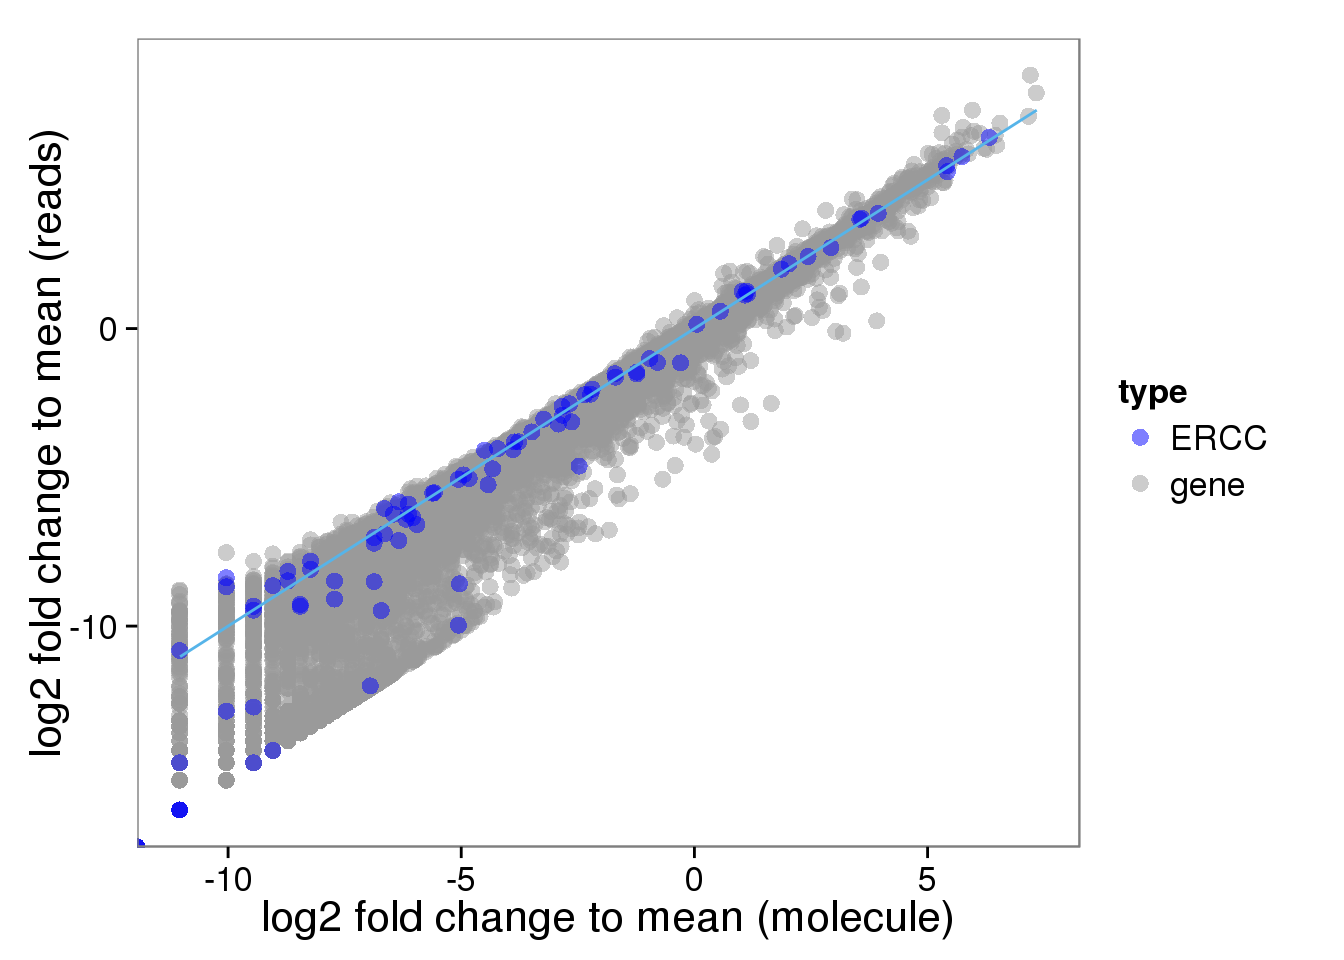 log2 fold change to mean (reads)
0
-10
-10
-5
0
5
log2 fold change to mean (molecule)
type
ERCC
gene